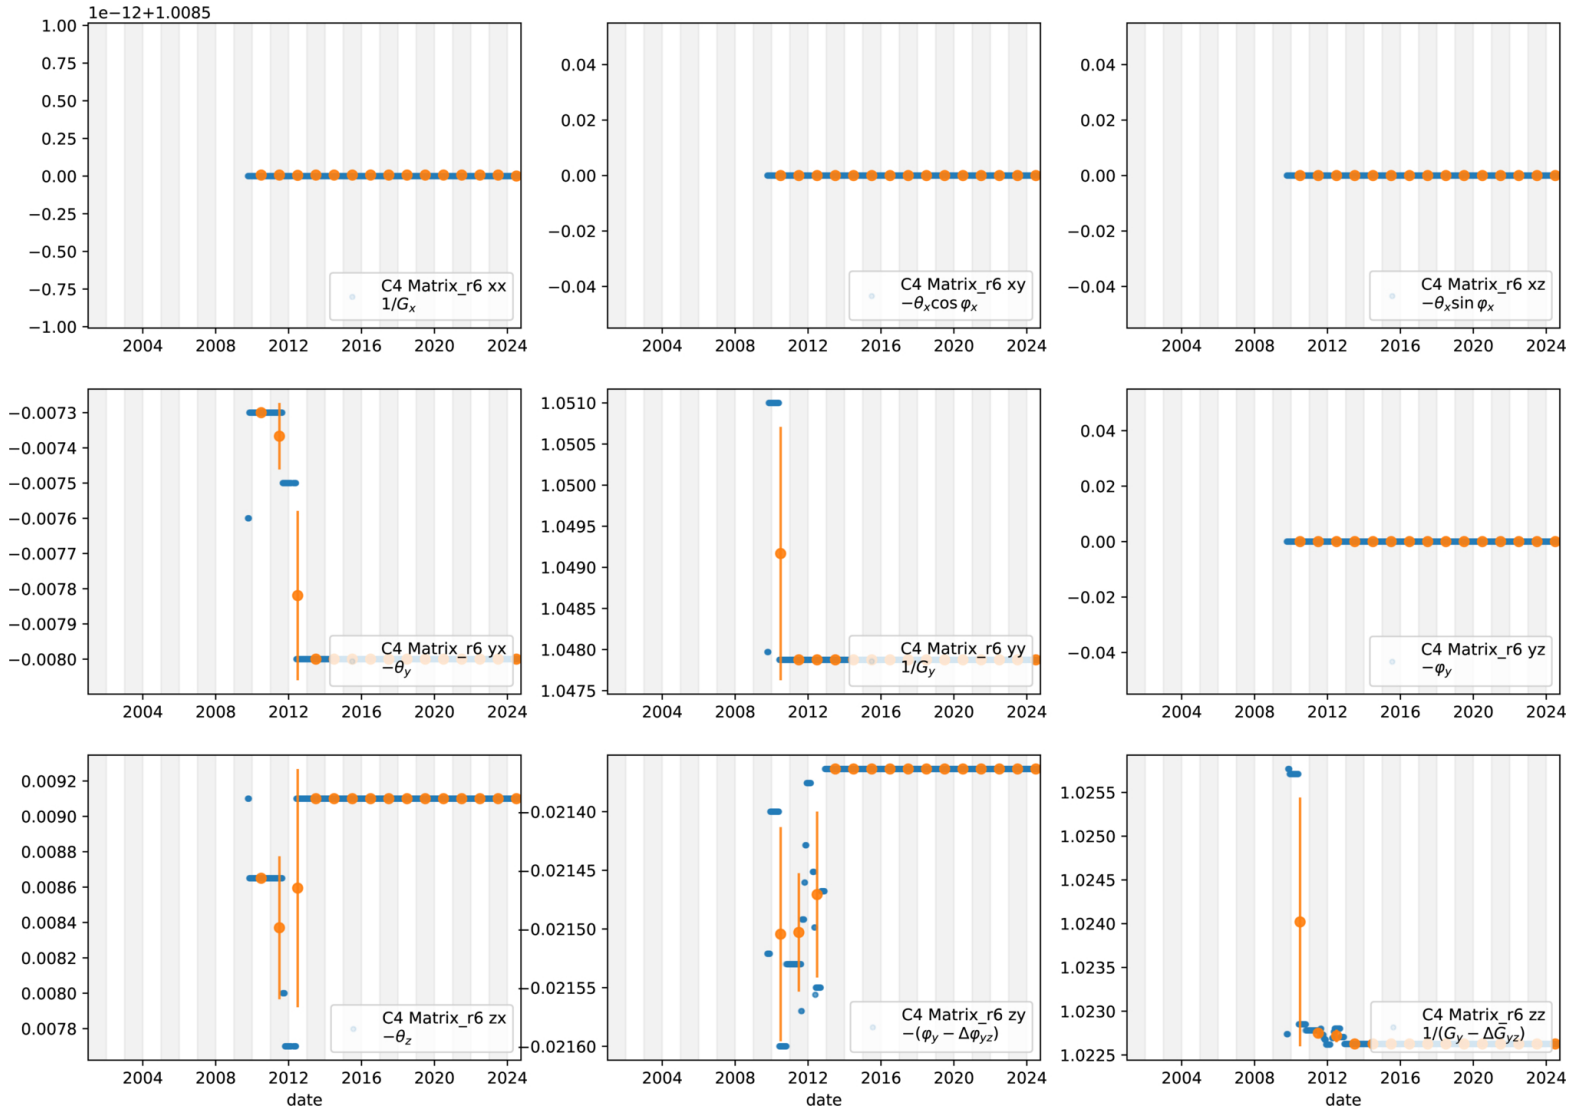 1e−12+1.0085
1.00
0.75
0.50
0.25
0.00
−0.25
−0.50
−0.75
−1.00
C4 Matrix_r6 xx
1/Gₓ
2004 2008 2012 2016 2020 2024
0.04
0.02
0.00
−0.02
−0.04
C4 Matrix_r6 xy
−θₓcos φₓ
2004 2008 2012 2016 2020 2024
0.04
0.02
0.00
−0.02
−0.04
C4 Matrix_r6 xz
−θₓsin φₓ
2004 2008 2012 2016 2020 2024
−0.0073
−0.0074
−0.0075
−0.0076
−0.0077
−0.0078
−0.0079
−0.0080
C4 Matrix_r6 yx
−θ_y
2004 2008 2012 2016 2020 2024
1.0510
1.0505
1.0500
1.0495
1.0490
1.0485
1.0480
1.0475
C4 Matrix_r6 yy
1/G_y
2004 2008 2012 2016 2020 2024
0.04
0.02
0.00
−0.02
−0.04
C4 Matrix_r6 yz
−φ_y
2004 2008 2012 2016 2020 2024
0.0092
0.0090
0.0088
0.0086
0.0084
0.0082
0.0080
0.0078
C4 Matrix_r6 zx
−θ_z
2004 2008 2012 2016 2020 2024
date
−0.02140
−0.02145
−0.02150
−0.02155
−0.02160
C4 Matrix_r6 zy
−(φ_y − Δφ_yz)
2004 2008 2012 2016 2020 2024
date
1.0255
1.0250
1.0245
1.0240
1.0235
1.0230
1.0225
C4 Matrix_r6 zz
1/(G_y − ΔG_yz)
2004 2008 2012 2016 2020 2024
date